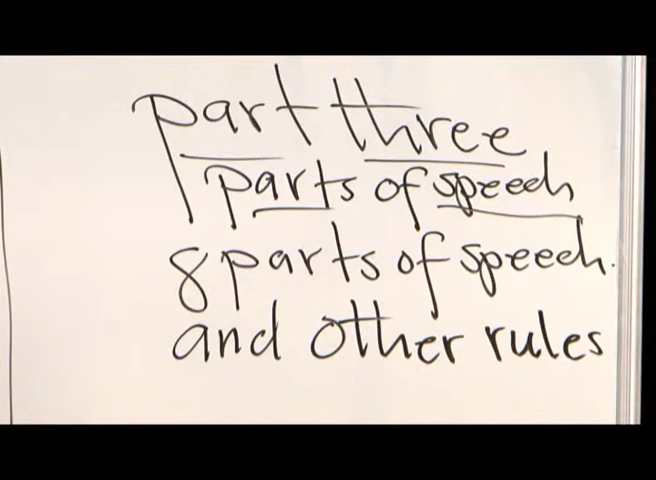 part three
parts of speech
8 parts of speech.
and other rules